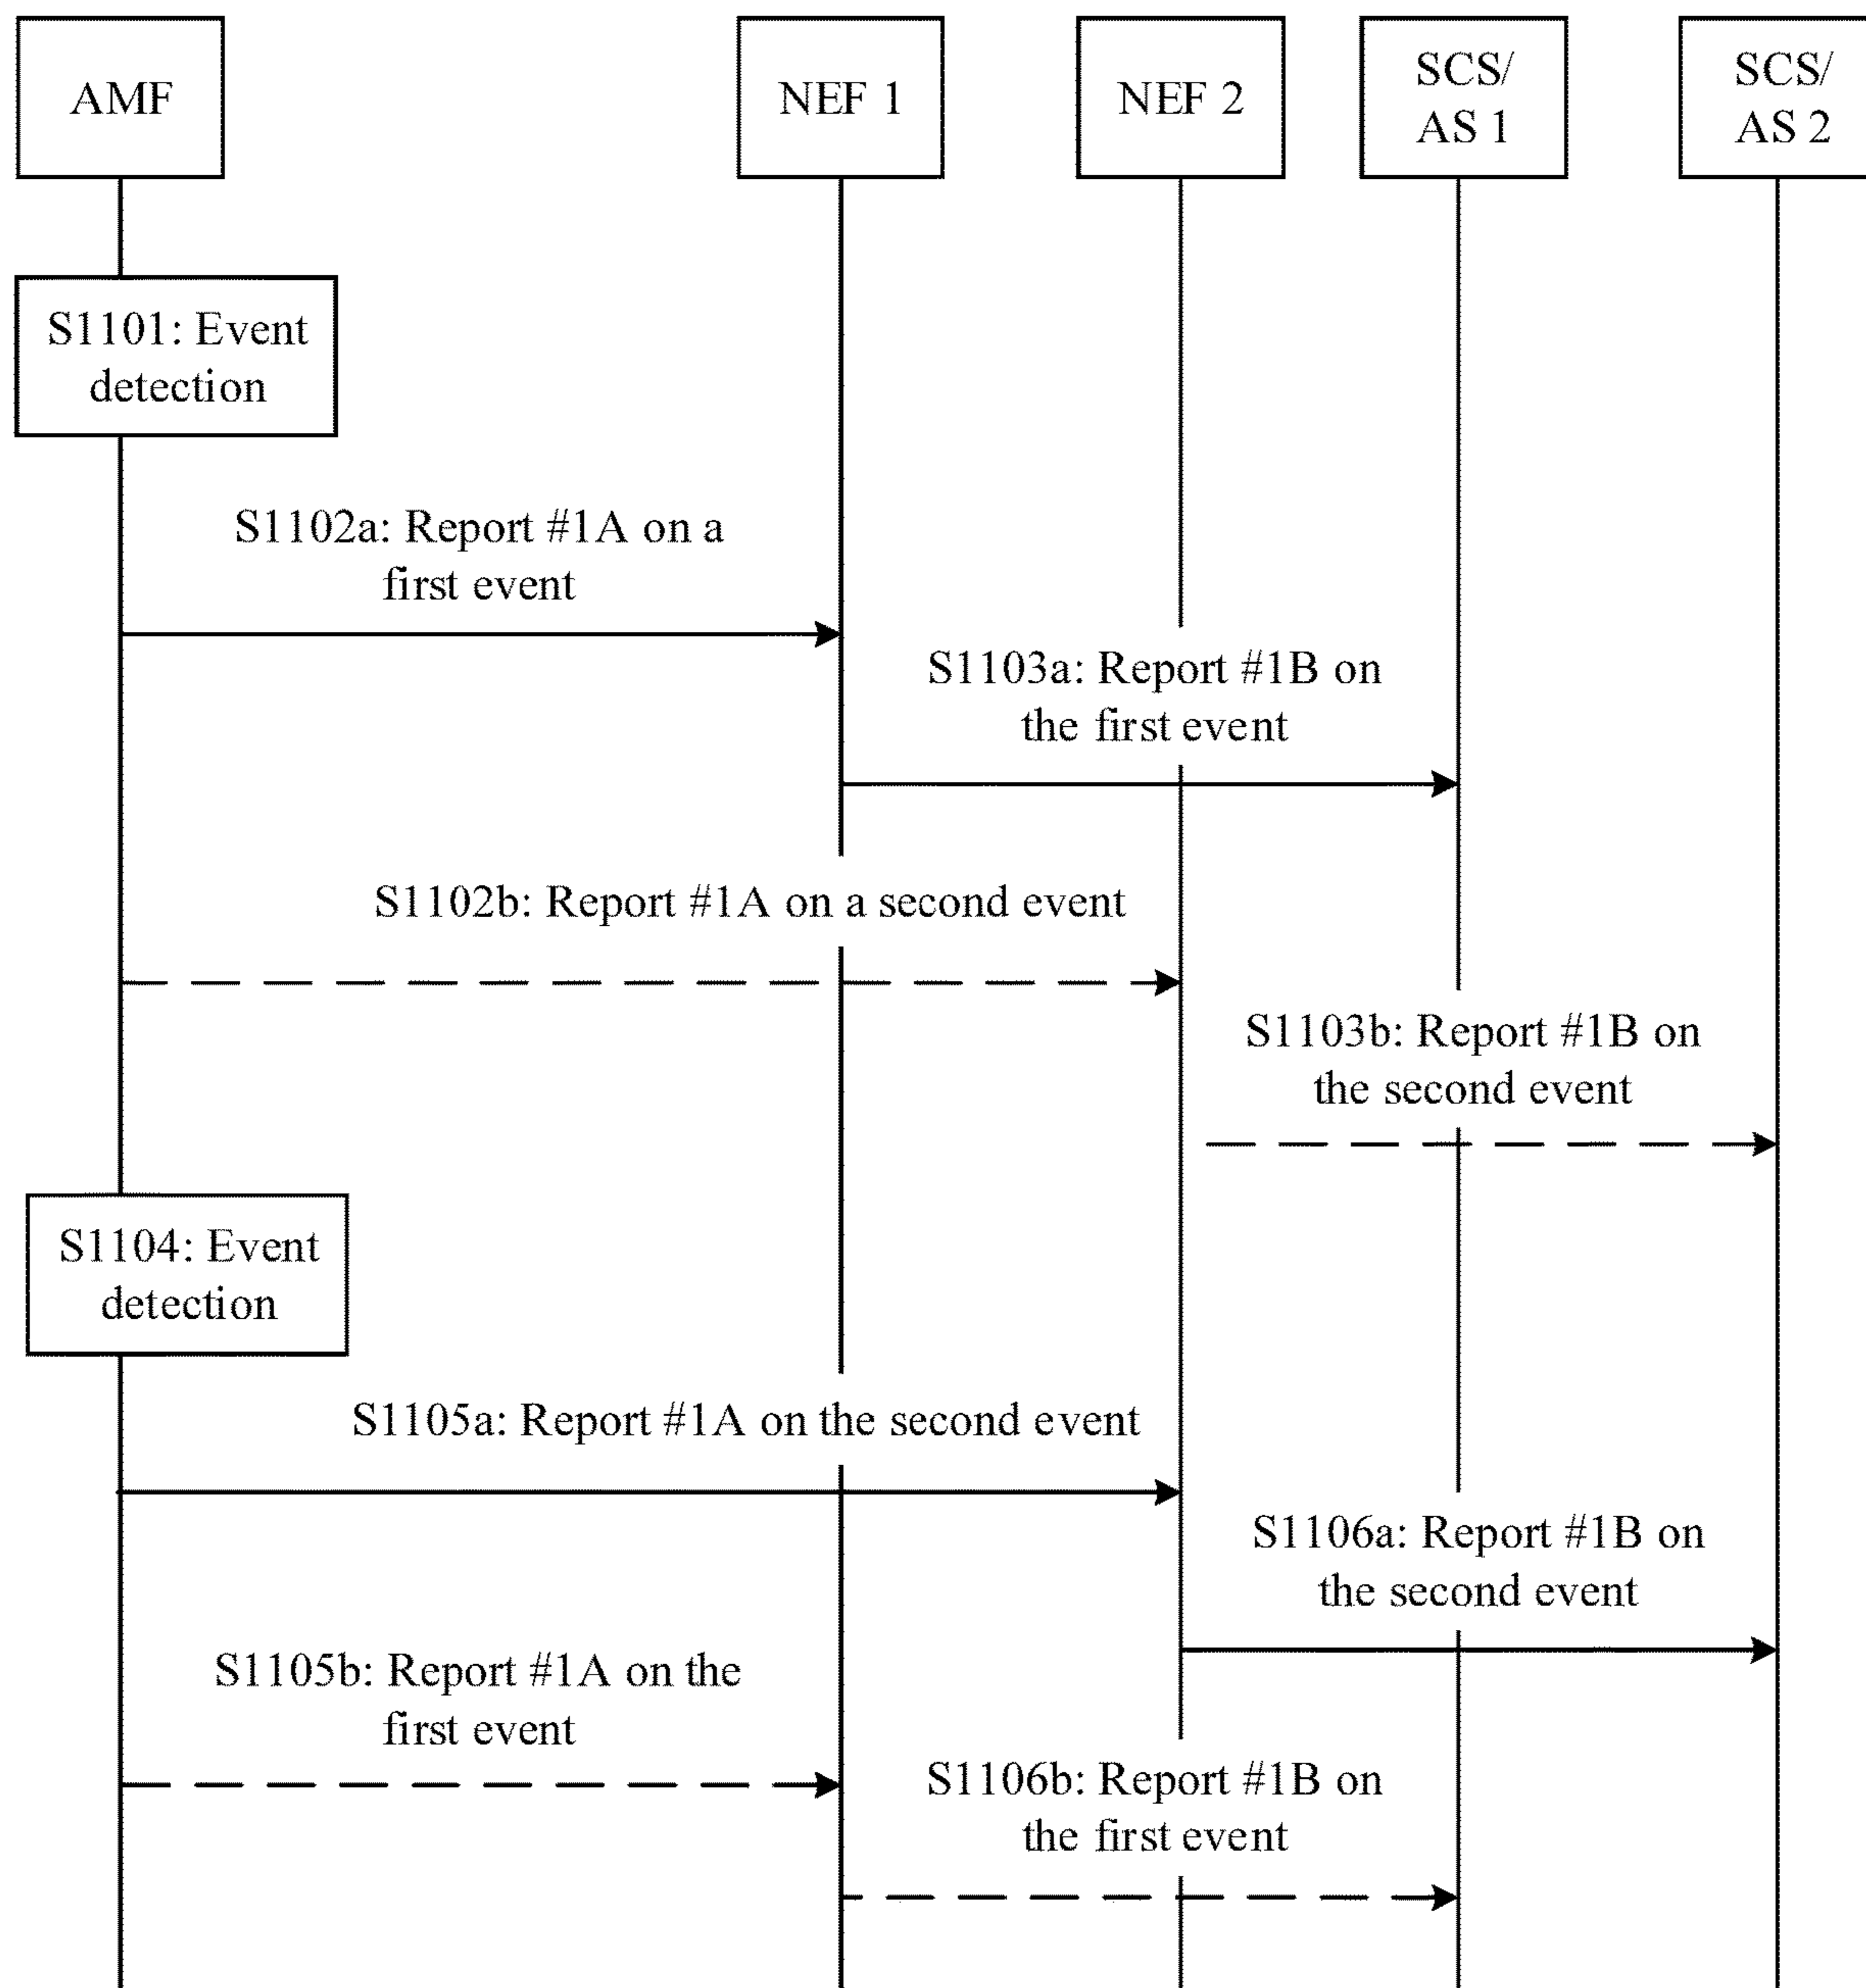 AMF
NEF 1
NEF 2
SCS/
AS 1
SCS/
AS 2
S1101: Event
detection
S1102a: Report #1A on a
first event
S1103a: Report #1B on
the first event
S1102b: Report #1A on a second event
S1103b: Report #1B on
the second event
S1104: Event
detection
S1105a: Report #1A on the second event
S1106a: Report #1B on
the second event
S1105b: Report #1A on the
first event
S1106b: Report #1B on
the first event